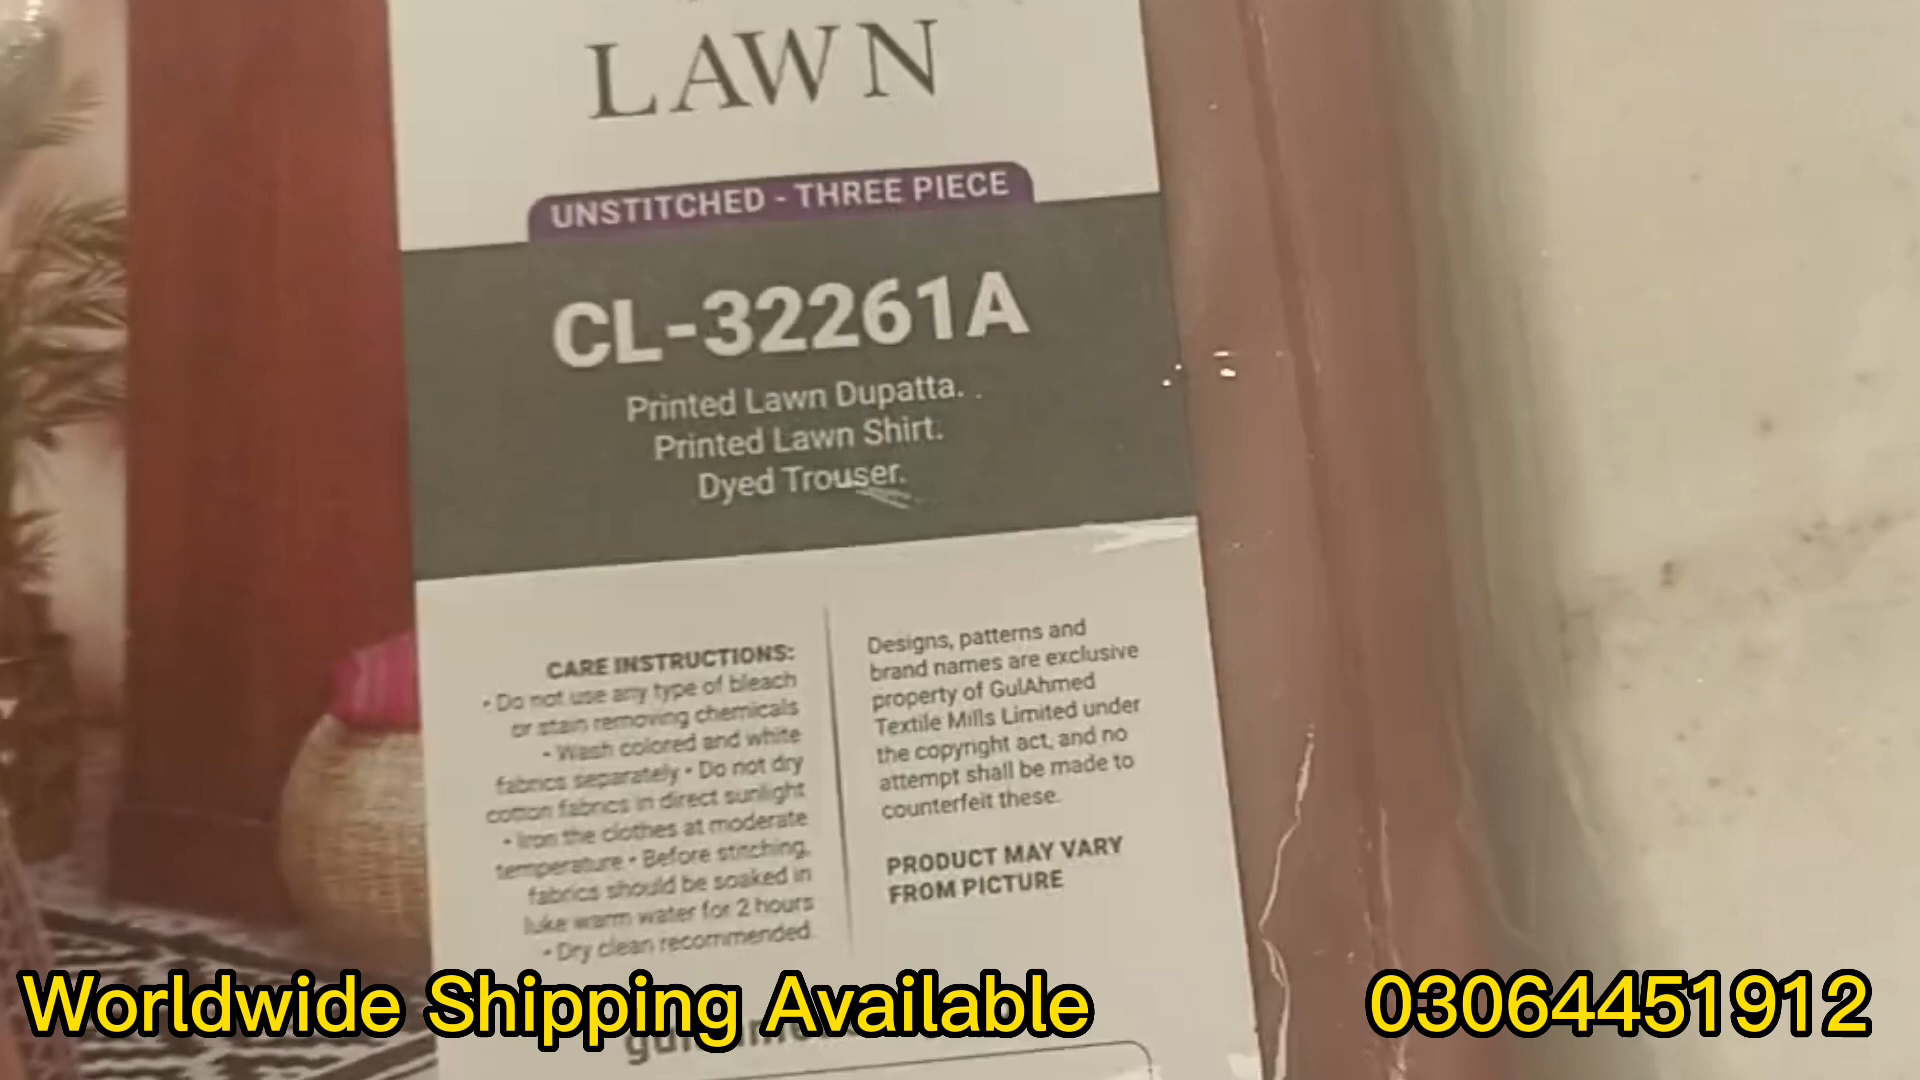 LAWN
UNSTITCHED - THREE PIECE
CL-32261A
Printed Lawn Dupatta.
Printed Lawn Shirt.
Dyed Trouser.
CARE INSTRUCTIONS:
• Do not use any type of bleach
or stain removing chemicals
• Wash colored and white
fabrics separately • Do not dry
cotton fabrics in direct sunlight
• Iron the clothes at moderate
temperature • Before stitching,
fabrics should be soaked in
luke warm water for 2 hours
• Dry clean recommended.
Designs, patterns and
brand names are exclusive
property of GulAhmed
Textile Mills Limited under
the copyright act, and no
attempt shall be made to
counterfeit these.
PRODUCT MAY VARY
FROM PICTURE
Worldwide Shipping Available
03064451912